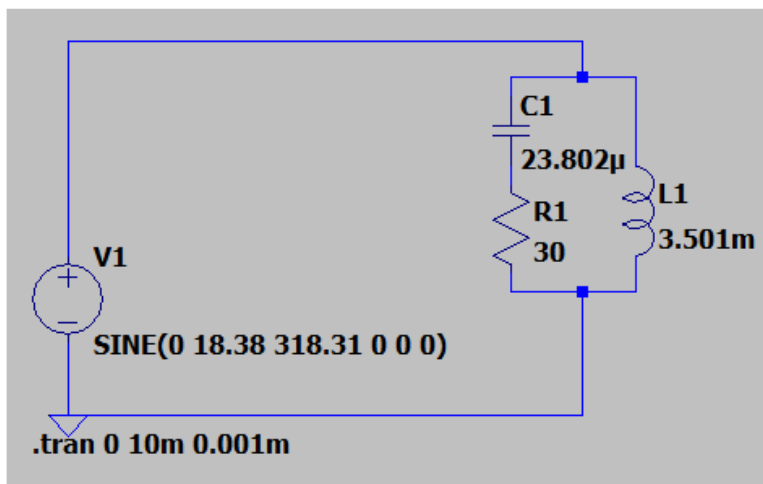 C1
23.802µ
R1
30
L1
3.501m
V1
SINE(0 18.38 318.31 0 0 0)
.tran 0 10m 0.001m